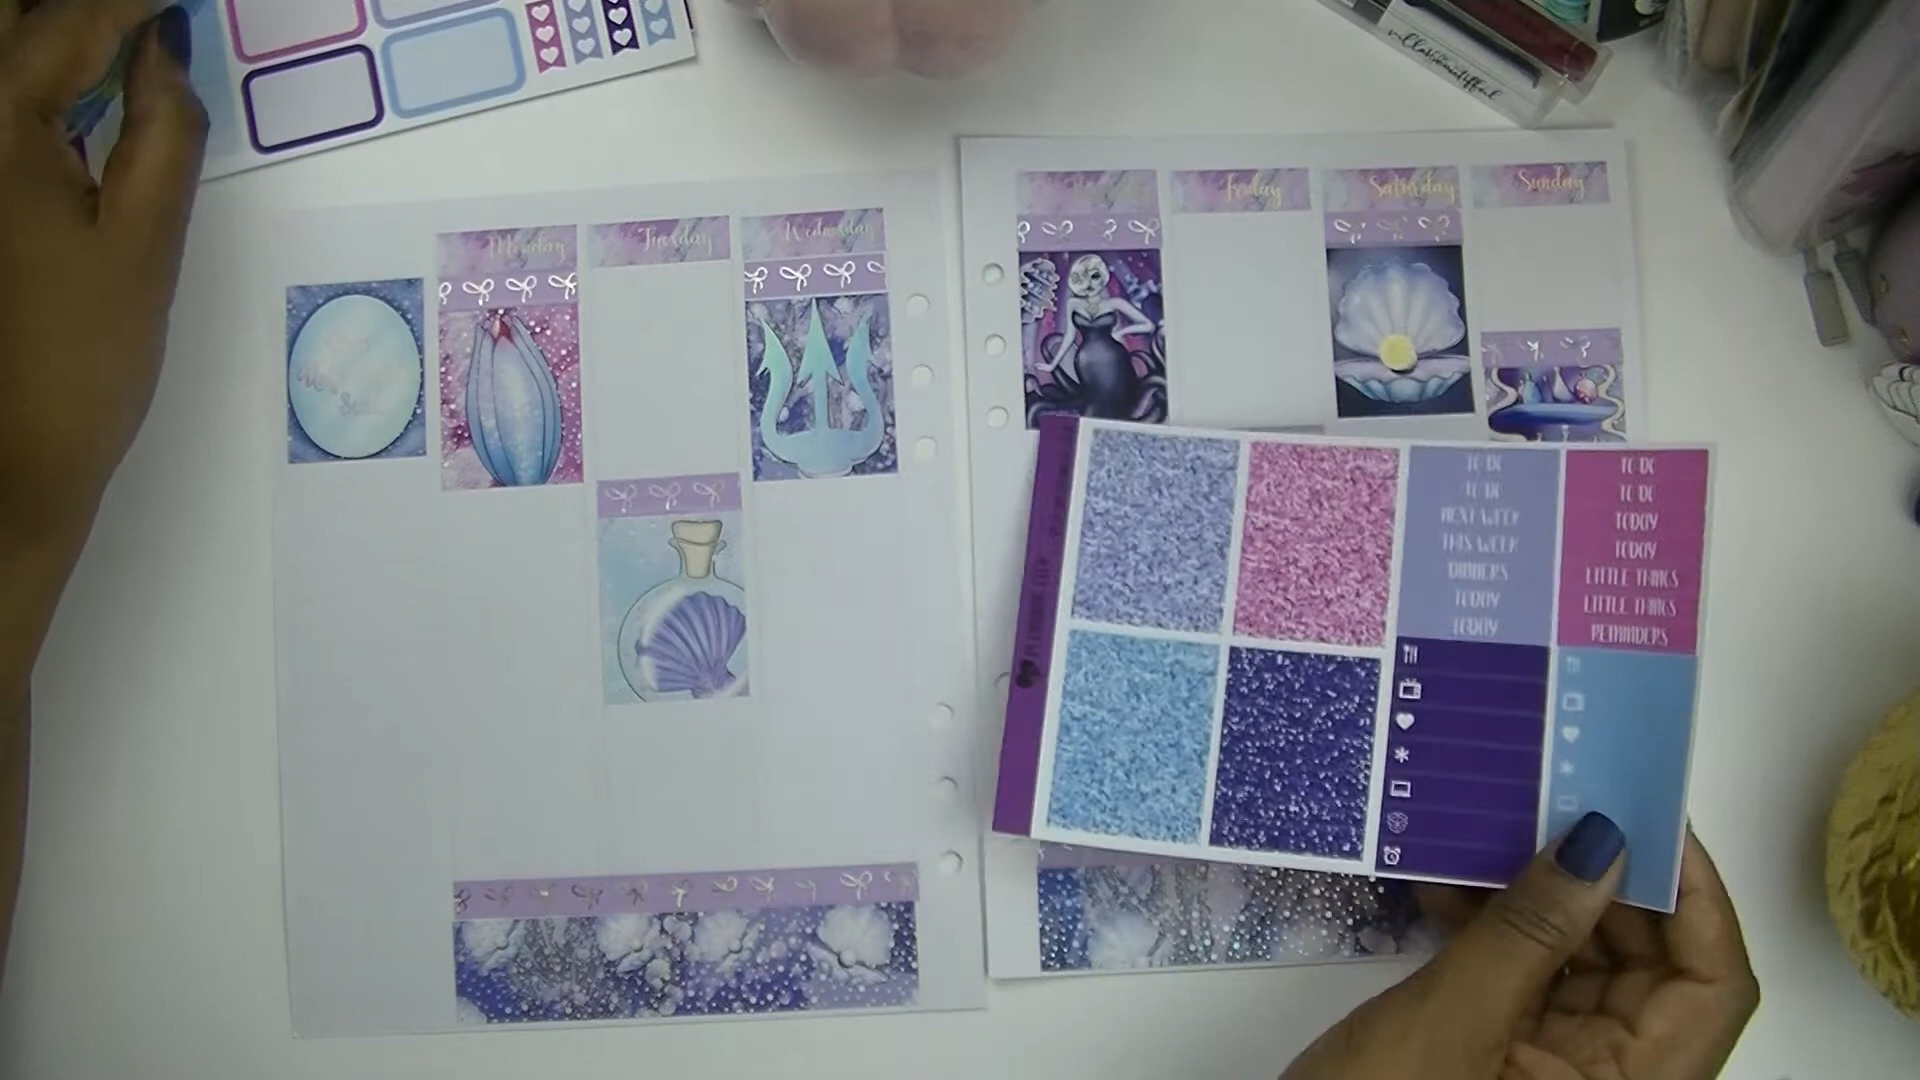 Monday
Tuesday
Wednesday
Friday
Saturday
Sunday
TO DO
TO DO
NEXT WEEK
THIS WEEK
DINNERS
TODAY
TODAY
TO DO
TO DO
TODAY
TODAY
LITTLE THINGS
LITTLE THINGS
REMINDERS